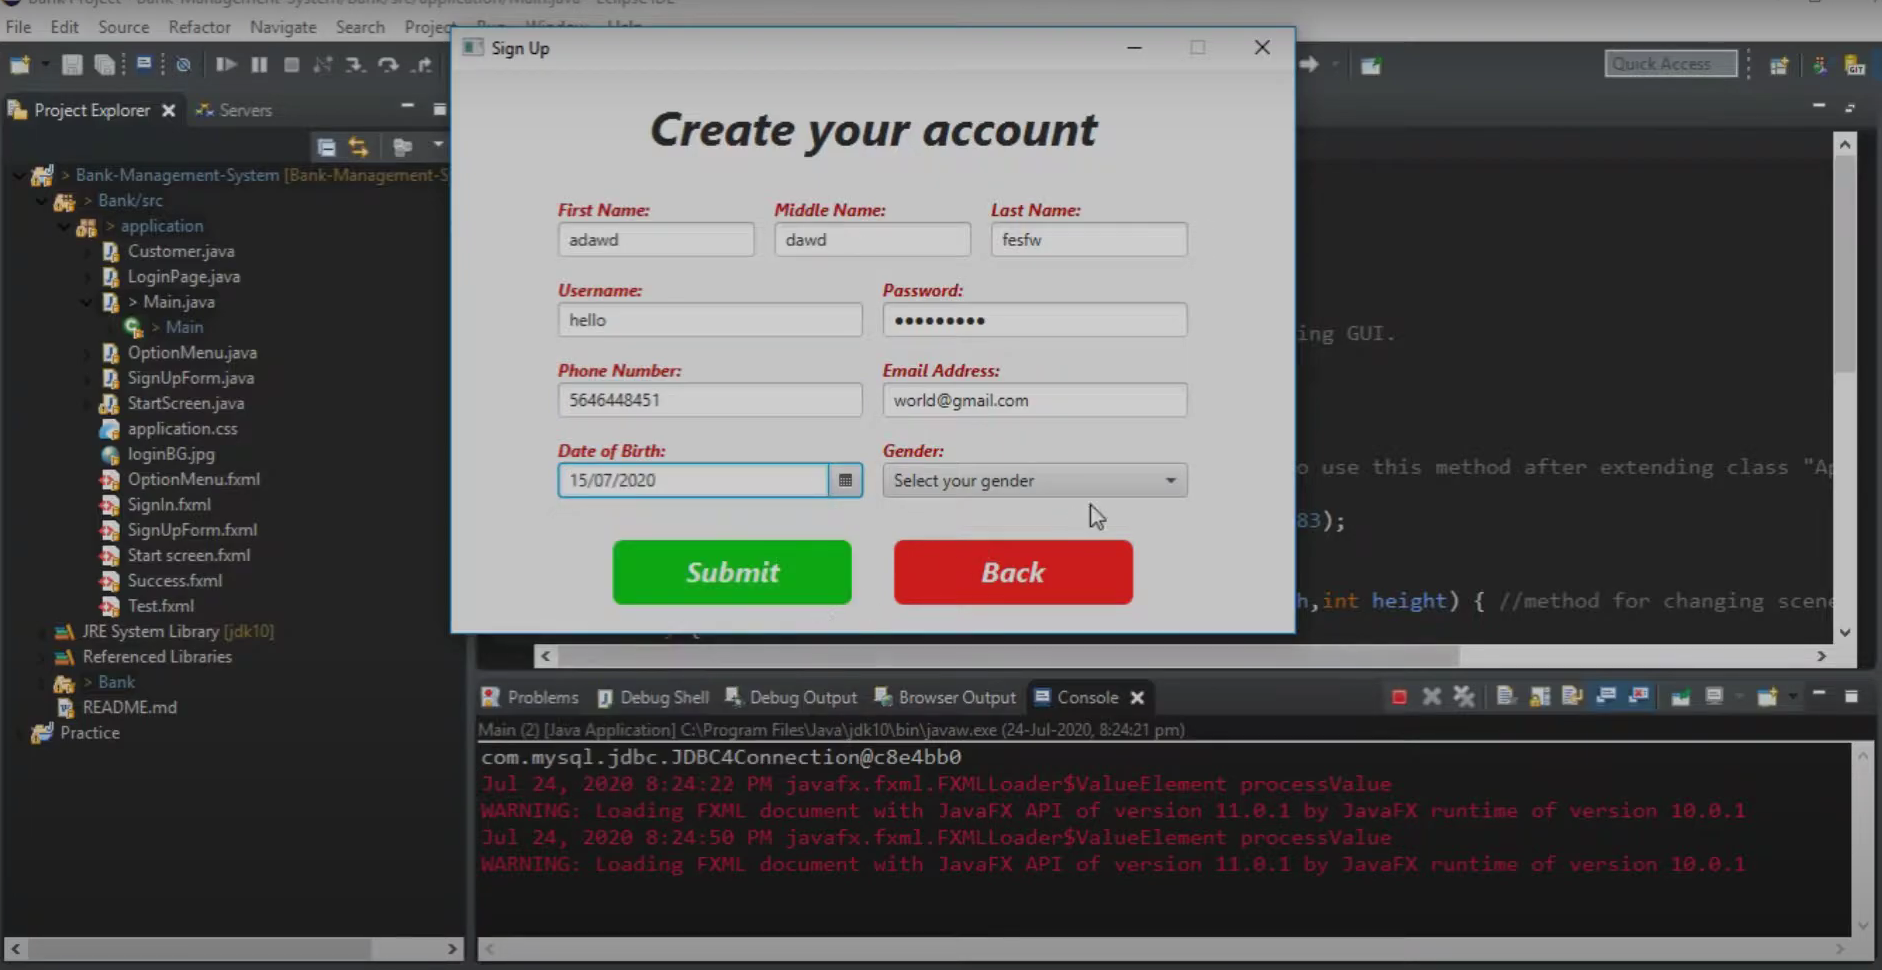 File Edit Source Refactor Navigate Search Project
Sign Up
Quick Access
Project Explorer Servers
Create your account
> Bank-Management-System [Bank-Management-S
> Bank/src
> application
Customer.java
LoginPage.java
> Main.java
> Main
OptionMenu.java
SignUpForm.java
StartScreen.java
application.css
loginBG.jpg
OptionMenu.fxml
SignIn.fxml
SignUpForm.fxml
Start screen.fxml
Success.fxml
Test.fxml
JRE System Library [jdk10]
Referenced Libraries
> Bank
README.md
Practice
First Name: Middle Name: Last Name:
adawd dawd fesfw
Username: Password:
hello •••••••••
Phone Number: Email Address:
5646448451 world@gmail.com
Date of Birth: Gender:
15/07/2020 Select your gender
Submit Back
ing GUI.
o use this method after extending class "Ap
83);
h,int height) { //method for changing scene
Problems Debug Shell Debug Output Browser Output Console
Main (2) [Java Application] C:\Program Files\Java\jdk10\bin\javaw.exe (24-Jul-2020, 8:24:21 pm)
com.mysql.jdbc.JDBC4Connection@c8e4bb0
Jul 24, 2020 8:24:22 PM javafx.fxml.FXMLLoader$ValueElement processValue
WARNING: Loading FXML document with JavaFX API of version 11.0.1 by JavaFX runtime of version 10.0.1
Jul 24, 2020 8:24:50 PM javafx.fxml.FXMLLoader$ValueElement processValue
WARNING: Loading FXML document with JavaFX API of version 11.0.1 by JavaFX runtime of version 10.0.1